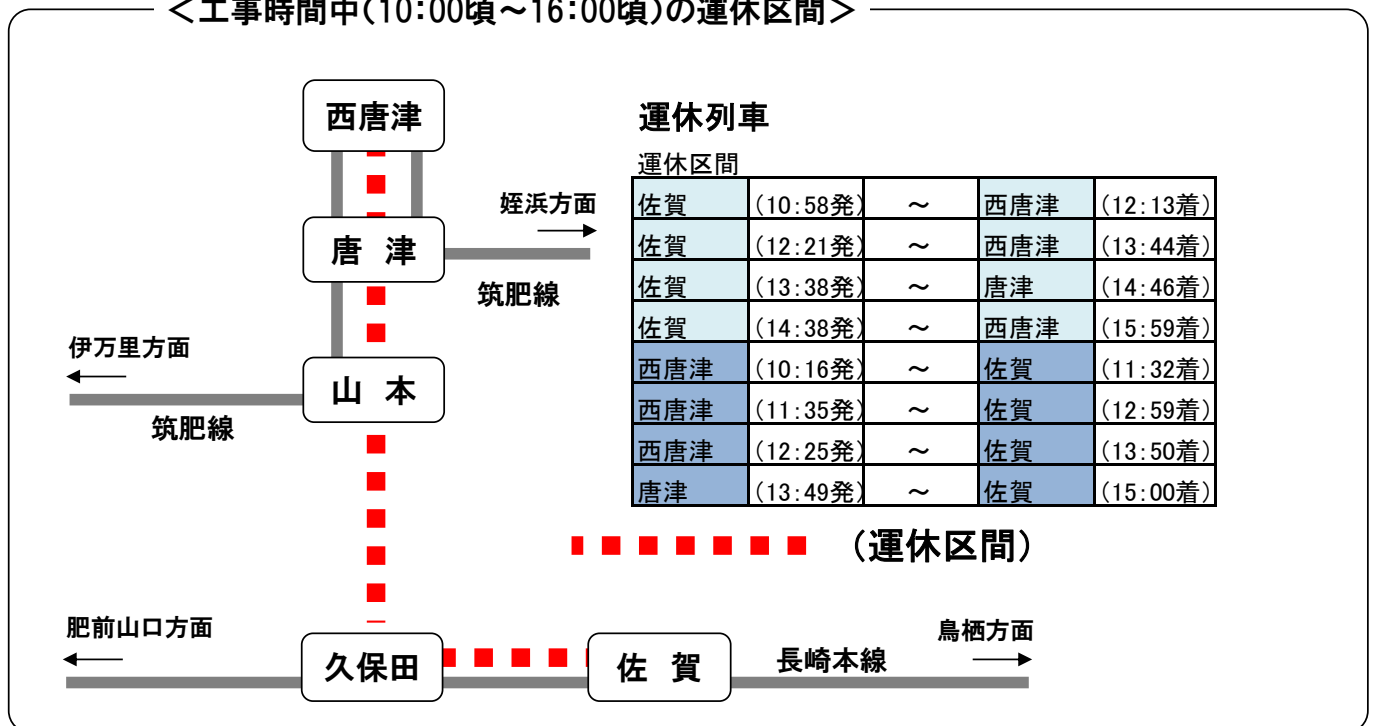 ＜工事時間中(10:00頃～16:00頃)の運休区間＞
西唐津
唐 津
山 本
久保田
佐 賀
姪浜方面
筑肥線
伊万里方面
筑肥線
肥前山口方面
長崎本線
鳥栖方面
運休列車
運休区間
佐賀 (10:58発) ～ 西唐津 (12:13着)
佐賀 (12:21発) ～ 西唐津 (13:44着)
佐賀 (13:38発) ～ 唐津 (14:46着)
佐賀 (14:38発) ～ 西唐津 (15:59着)
西唐津 (10:16発) ～ 佐賀 (11:32着)
西唐津 (11:35発) ～ 佐賀 (12:59着)
西唐津 (12:25発) ～ 佐賀 (13:50着)
唐津 (13:49発) ～ 佐賀 (15:00着)
(運休区間)